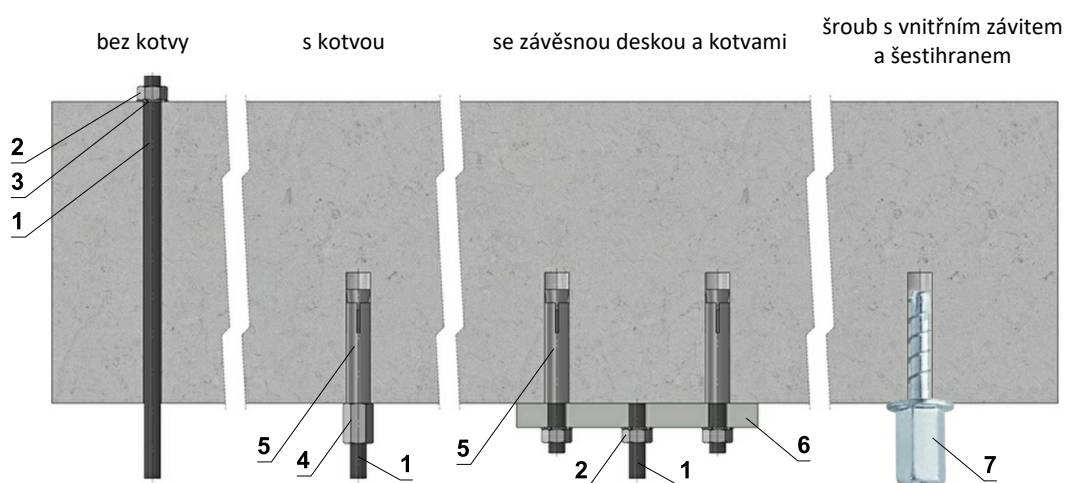 bez kotvy
s kotvou
se závěsnou deskou a kotvami
šroub s vnitřním závitem
a šestihranem
2
3
1
5
4
1
5
2
1
6
7